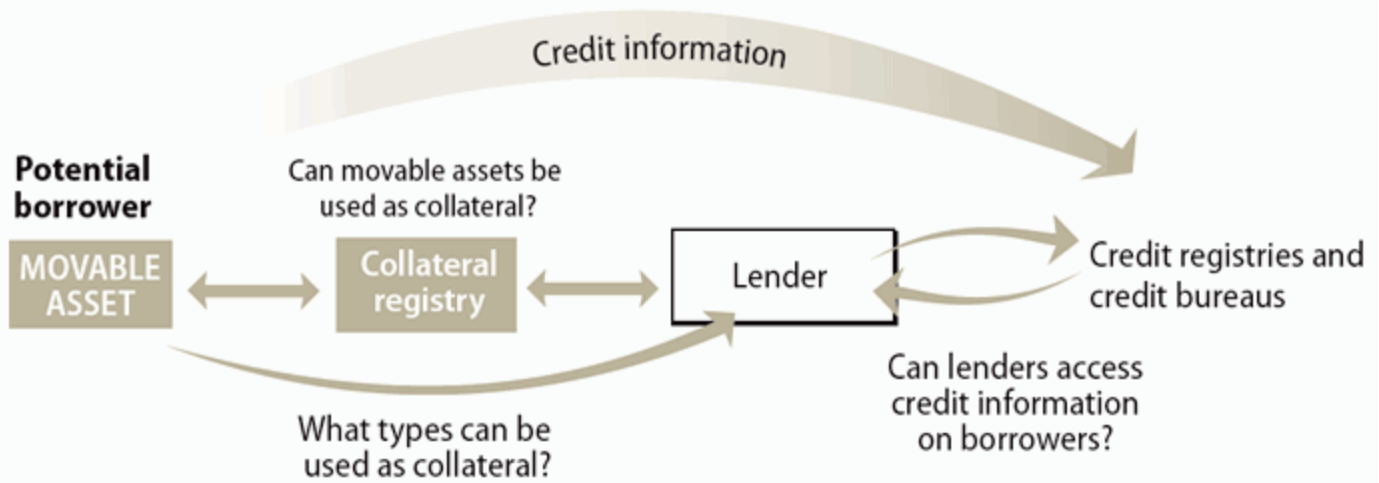 Credit information
Potential
borrower
MOVABLE
ASSET
Can movable assets be
used as collateral?
Collateral
registry
Lender
Credit registries and
credit bureaus
What types can be
used as collateral?
Can lenders access
credit information
on borrowers?